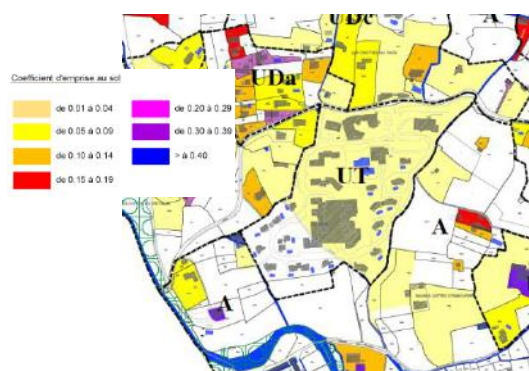 UDc
A
Coefficient d'emprise au sol
UDa
de 0.01 à 0.04
de 0.20 à 0.29
de 0.05 à 0.09
de 0.30 à 0.39
de 0.10 à 0.14
> à 0.40
de 0.15 à 0.19
UT
A
A